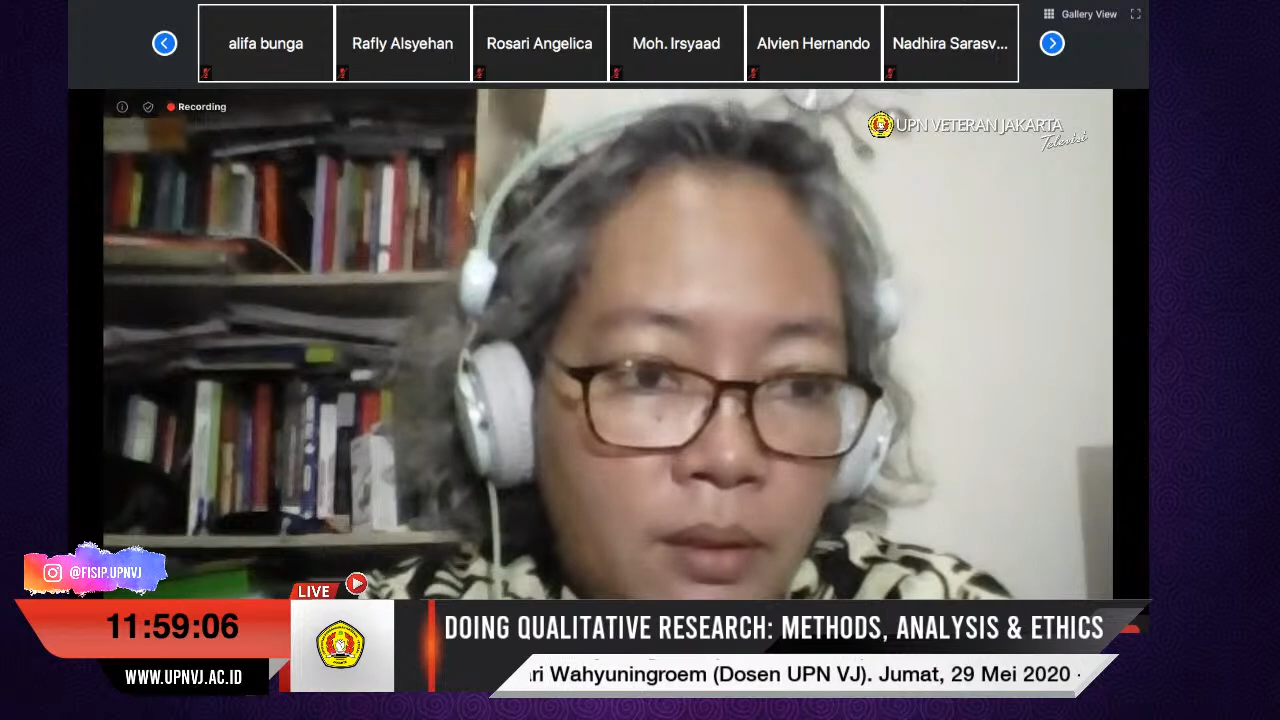 Gallery View
alifa bunga
Rafly Alsyehan
Rosari Angelica
Moh. Irsyaad
Alvien Hernando
Nadhira Sarasv...
Recording
UPN VETERAN JAKARTA
Televisi
@FISIP.UPNVJ
LIVE
11:59:06
DOING QUALITATIVE RESEARCH: METHODS, ANALYSIS & ETHICS
WWW.UPNVJ.AC.ID
ri Wahyuningroem (Dosen UPN VJ). Jumat, 29 Mei 2020 ·